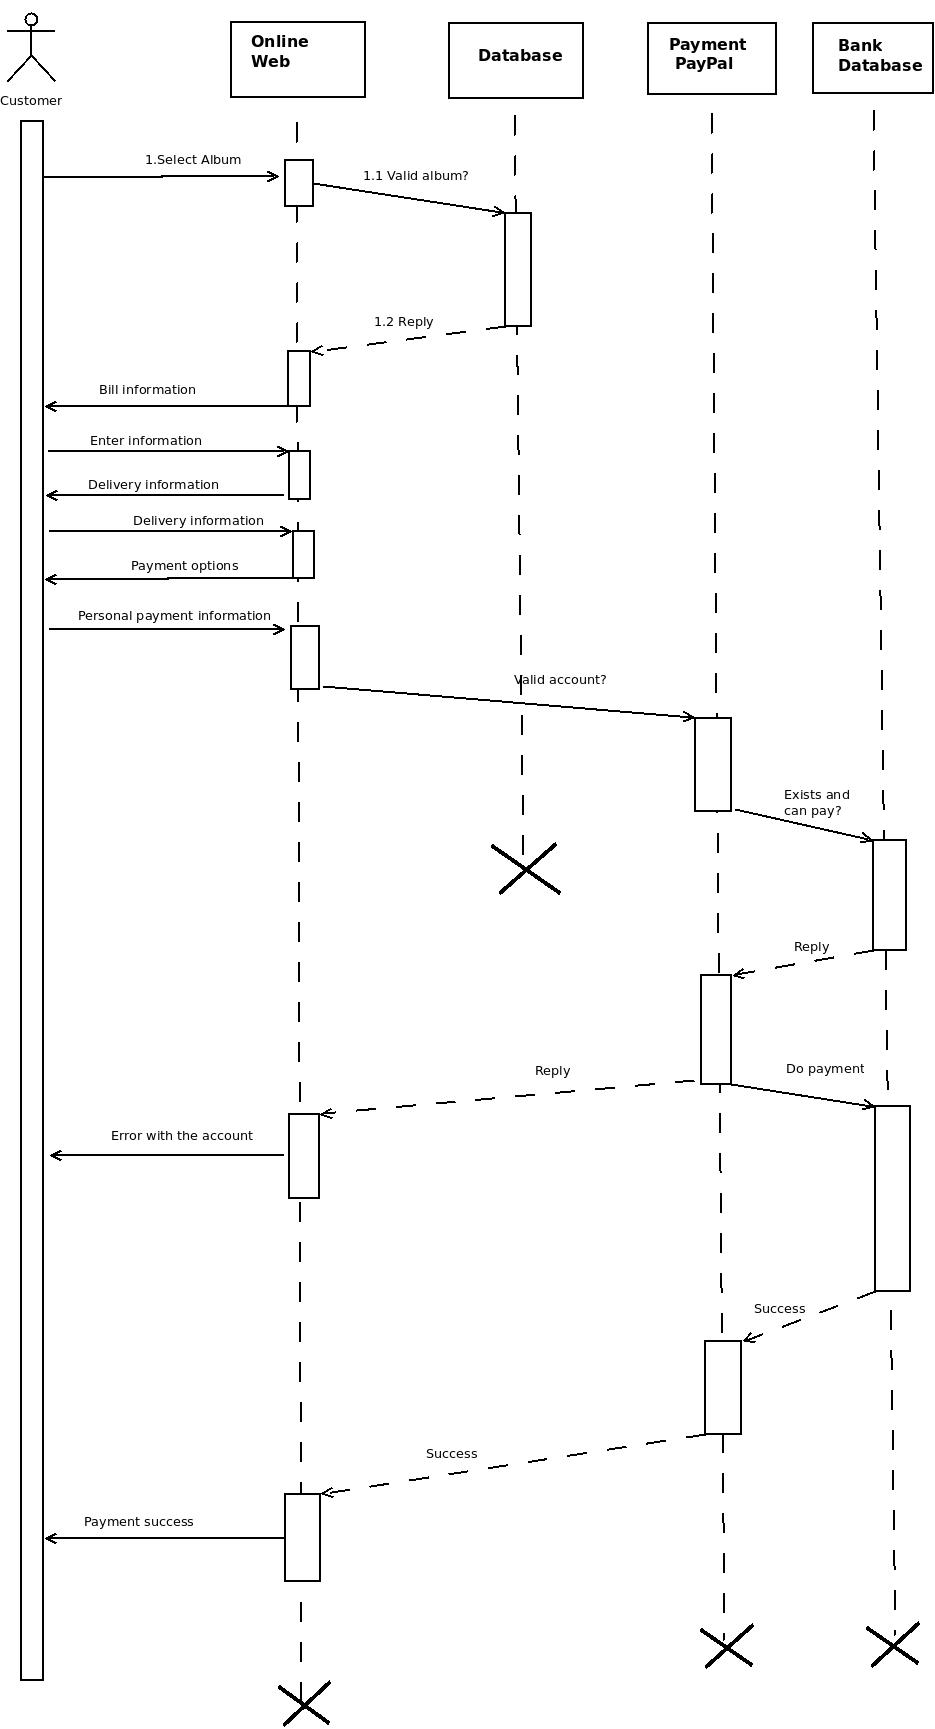 Customer
Online
Web
Database
Payment
PayPal
Bank
Database
1.Select Album
1.1 Valid album?
1.2 Reply
Bill information
Enter information
Delivery information
Delivery information
Payment options
Personal payment information
Valid account?
Exists and
can pay?
Reply
Reply
Do payment
Error with the account
Success
Success
Payment success